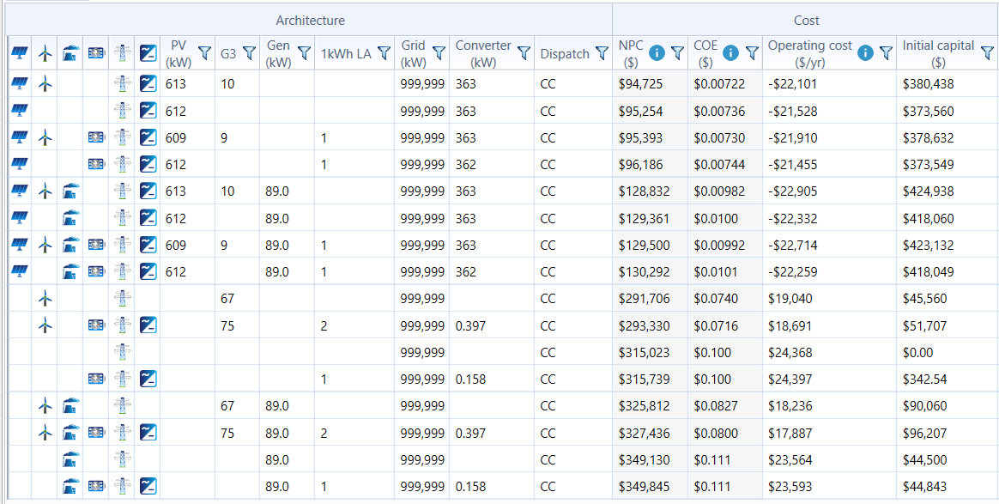 Architecture Cost
PV (kW) G3 Gen (kW) 1kWh LA Grid (kW) Converter (kW) Dispatch NPC ($) COE ($) Operating cost ($/yr) Initial capital ($)
613 10 999,999 363 CC $94,725 $0.00722 -$22,101 $380,438
612 999,999 363 CC $95,254 $0.00736 -$21,528 $373,560
609 9 1 999,999 363 CC $95,393 $0.00730 -$21,910 $378,632
612 1 999,999 362 CC $96,186 $0.00744 -$21,455 $373,549
613 10 89.0 999,999 363 CC $128,832 $0.00982 -$22,905 $424,938
612 89.0 999,999 363 CC $129,361 $0.0100 -$22,332 $418,060
609 9 89.0 1 999,999 363 CC $129,500 $0.00992 -$22,714 $423,132
612 89.0 1 999,999 362 CC $130,292 $0.0101 -$22,259 $418,049
67 999,999 CC $291,706 $0.0740 $19,040 $45,560
75 2 999,999 0.397 CC $293,330 $0.0716 $18,691 $51,707
999,999 CC $315,023 $0.100 $24,368 $0.00
1 999,999 0.158 CC $315,739 $0.100 $24,397 $342.54
67 89.0 999,999 CC $325,812 $0.0827 $18,236 $90,060
75 89.0 2 999,999 0.397 CC $327,436 $0.0800 $17,887 $96,207
89.0 999,999 CC $349,130 $0.111 $23,564 $44,500
89.0 1 999,999 0.158 CC $349,845 $0.111 $23,593 $44,843